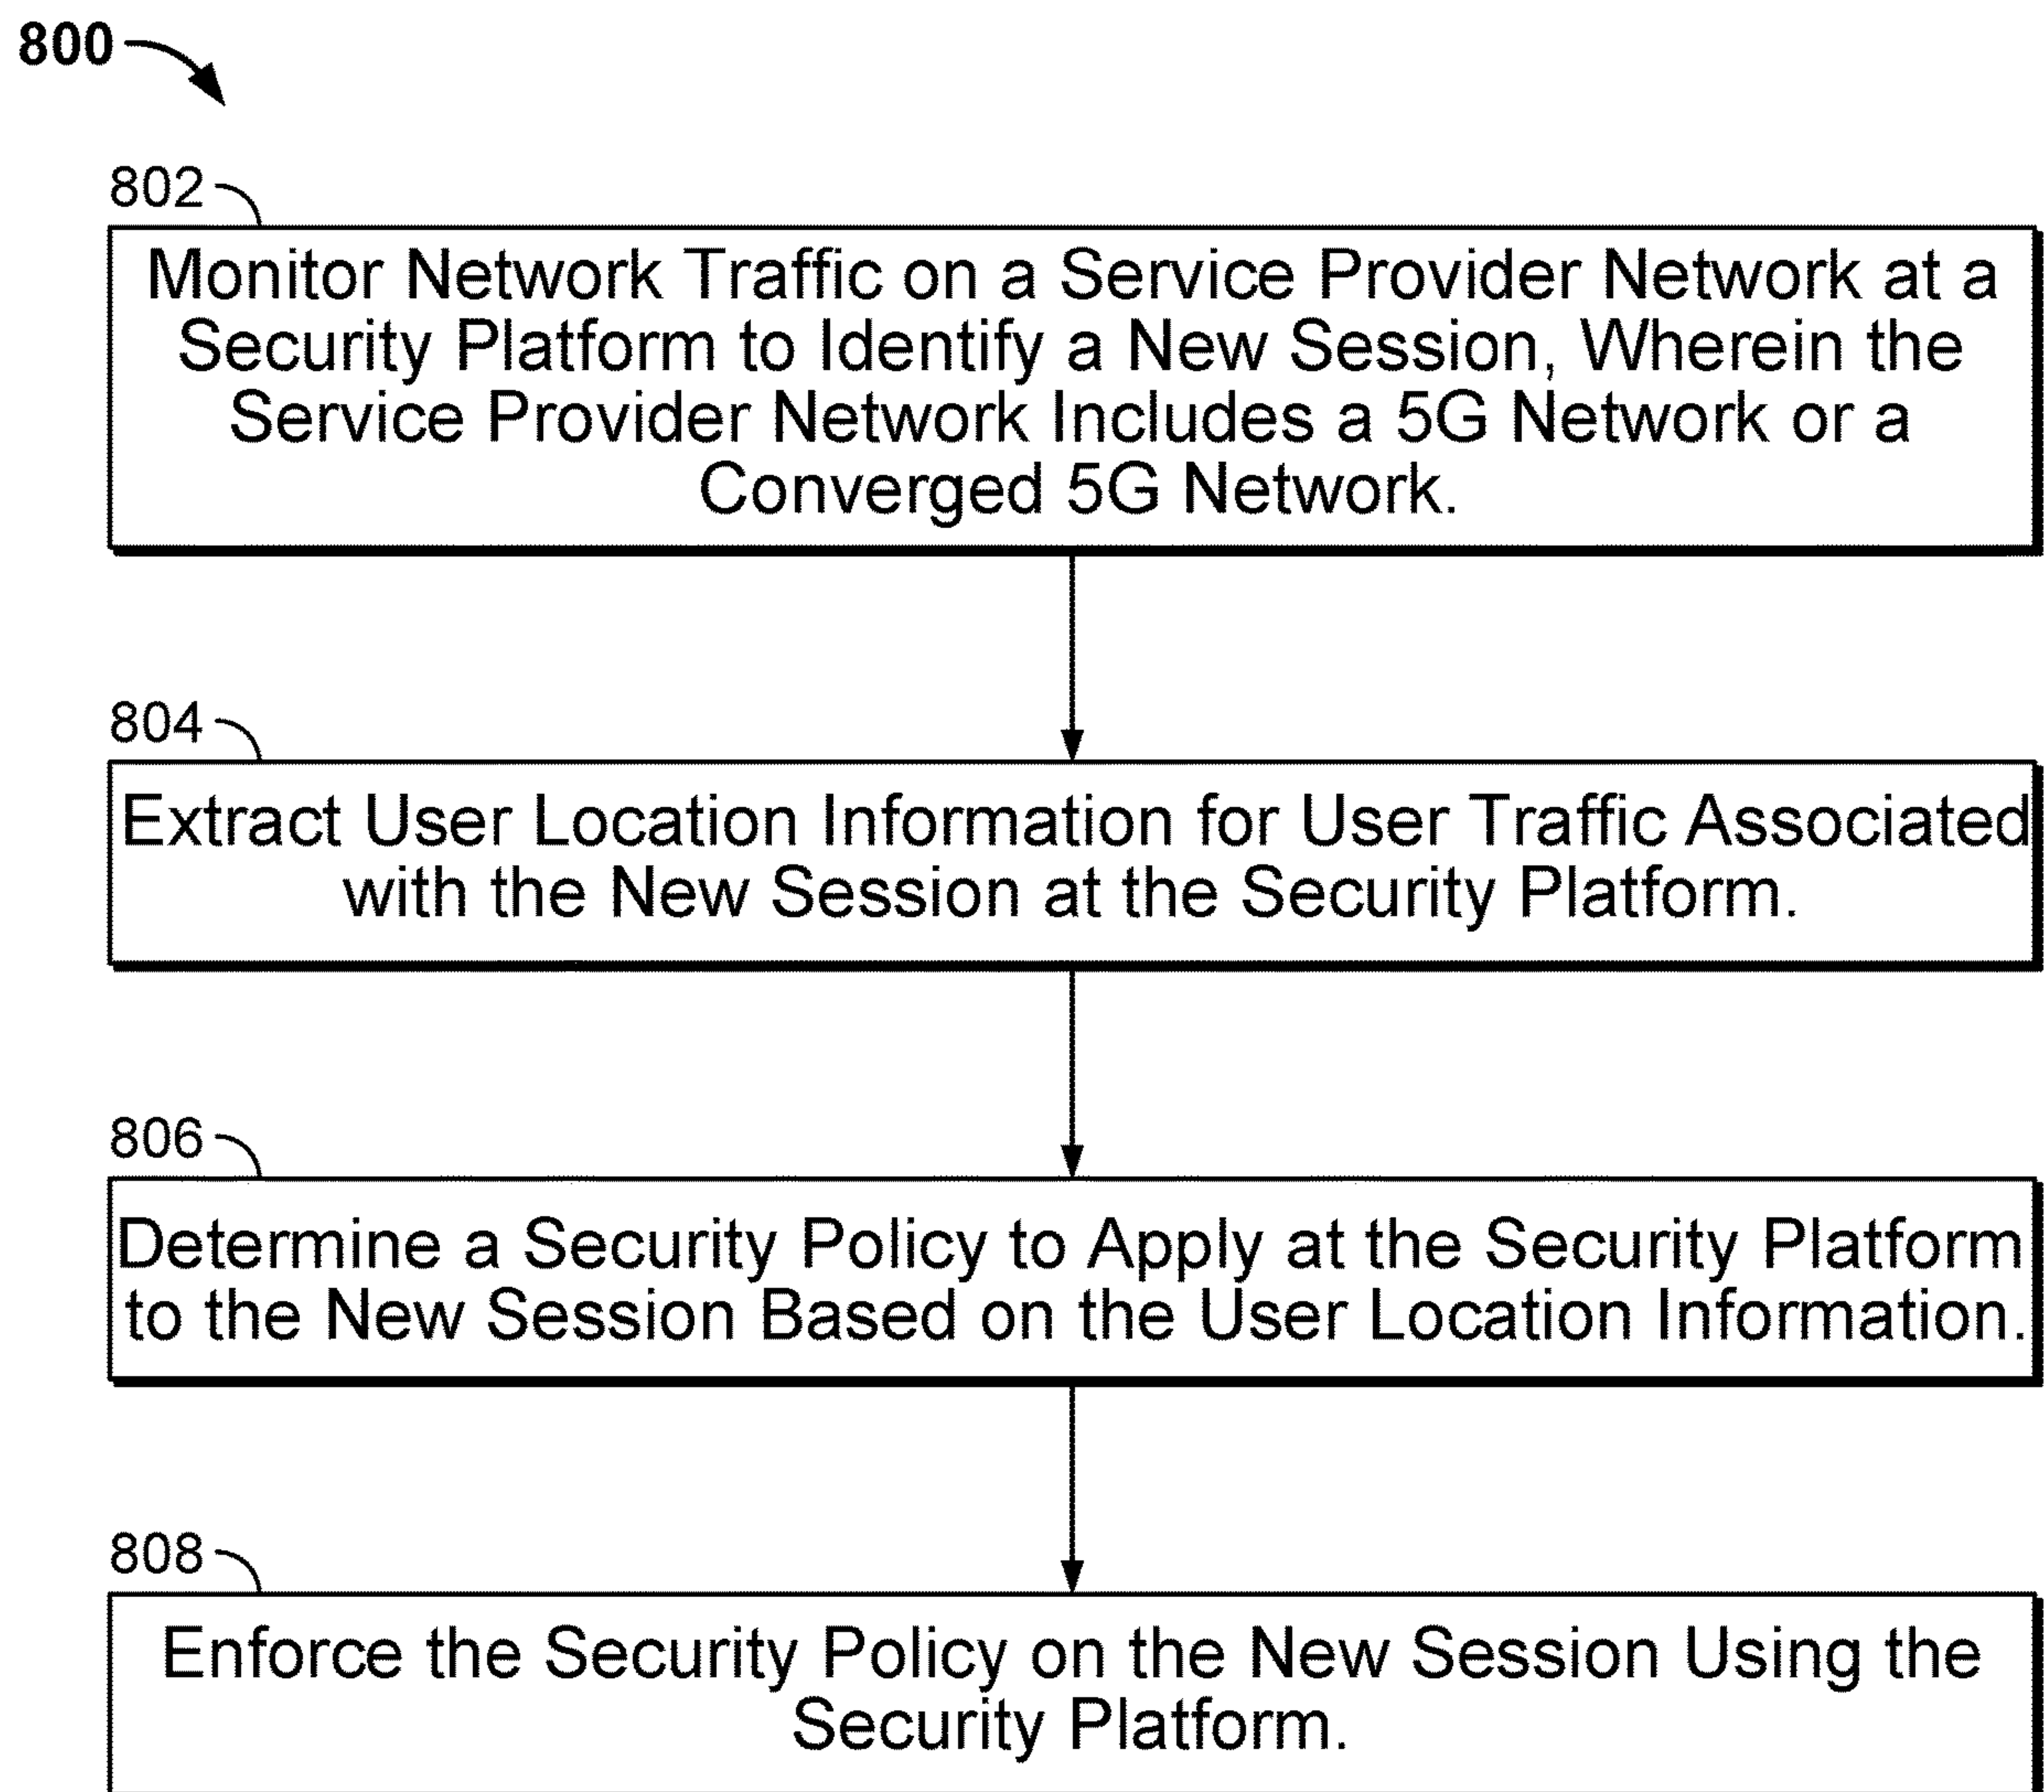 800
802
Monitor Network Traffic on a Service Provider Network at a
Security Platform to Identify a New Session, Wherein the
Service Provider Network Includes a 5G Network or a
Converged 5G Network.
804
Extract User Location Information for User Traffic Associated
with the New Session at the Security Platform.
806
Determine a Security Policy to Apply at the Security Platform
to the New Session Based on the User Location Information.
808
Enforce the Security Policy on the New Session Using the
Security Platform.